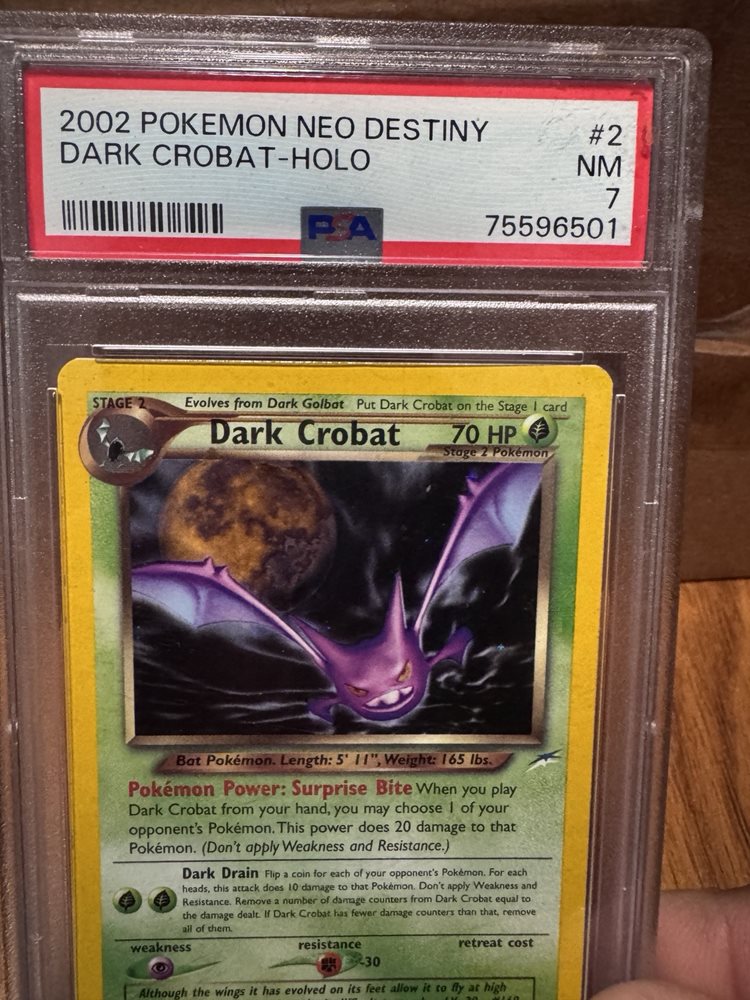 2002 POKEMON NEO DESTINY #2
DARK CROBAT-HOLO NM
7
PSA 75596501
STAGE 2 Evolves from Dark Golbat Put Dark Crobat on the Stage 1 card
Dark Crobat 70 HP
Stage 2 Pokémon
Bat Pokémon. Length: 5' 11", Weight: 165 lbs.
Pokémon Power: Surprise Bite When you play
Dark Crobat from your hand, you may choose 1 of your
opponent's Pokémon. This power does 20 damage to that
Pokémon. (Don't apply Weakness and Resistance.)
Dark Drain Flip a coin for each of your opponent's Pokémon. For each
heads, this attack does 10 damage to that Pokémon. Don't apply Weakness and
Resistance. Remove a number of damage counters from Dark Crobat equal to
the damage dealt. If Dark Crobat has fewer damage counters than that, remove
all of them.
weakness resistance retreat cost
-30
Although the wings it has evolved on its feet allow it to fly at high